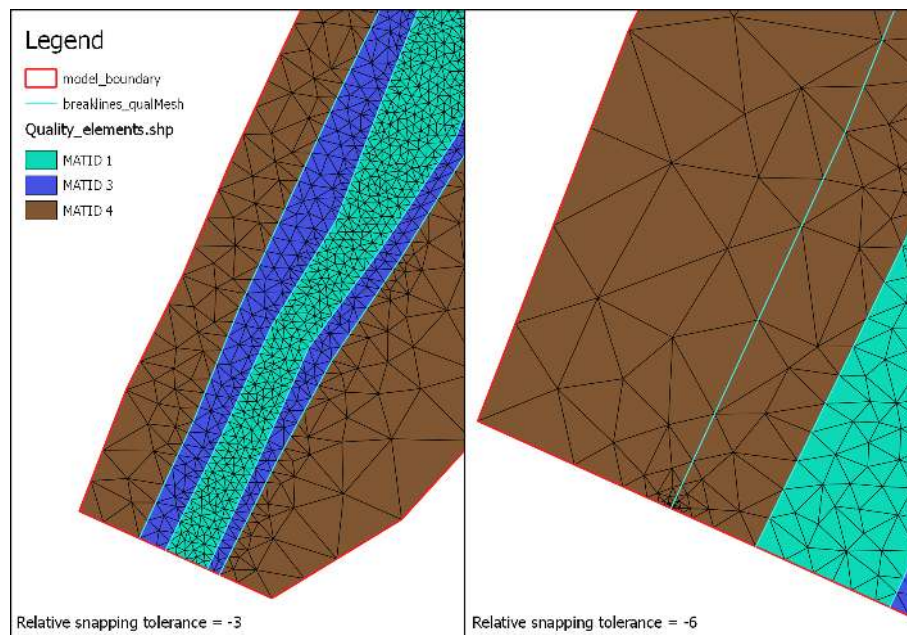 Legend
model_boundary
breaklines_qualMesh
Quality_elements.shp
MATID 1
MATID 3
MATID 4
Relative snapping tolerance = -3
Relative snapping tolerance = -6